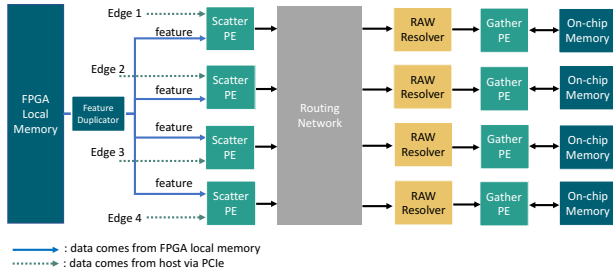 Edge 1
feature
Scatter
PE
RAW
Resolver
Gather
PE
On-chip
Memory
Edge 2
feature
Scatter
PE
RAW
Resolver
Gather
PE
On-chip
Memory
FPGA
Local
Memory
Feature
Duplicator
Routing
Network
feature
Edge 3
Scatter
PE
RAW
Resolver
Gather
PE
On-chip
Memory
feature
Edge 4
Scatter
PE
RAW
Resolver
Gather
PE
On-chip
Memory
: data comes from FPGA local memory
: data comes from host via PCIe